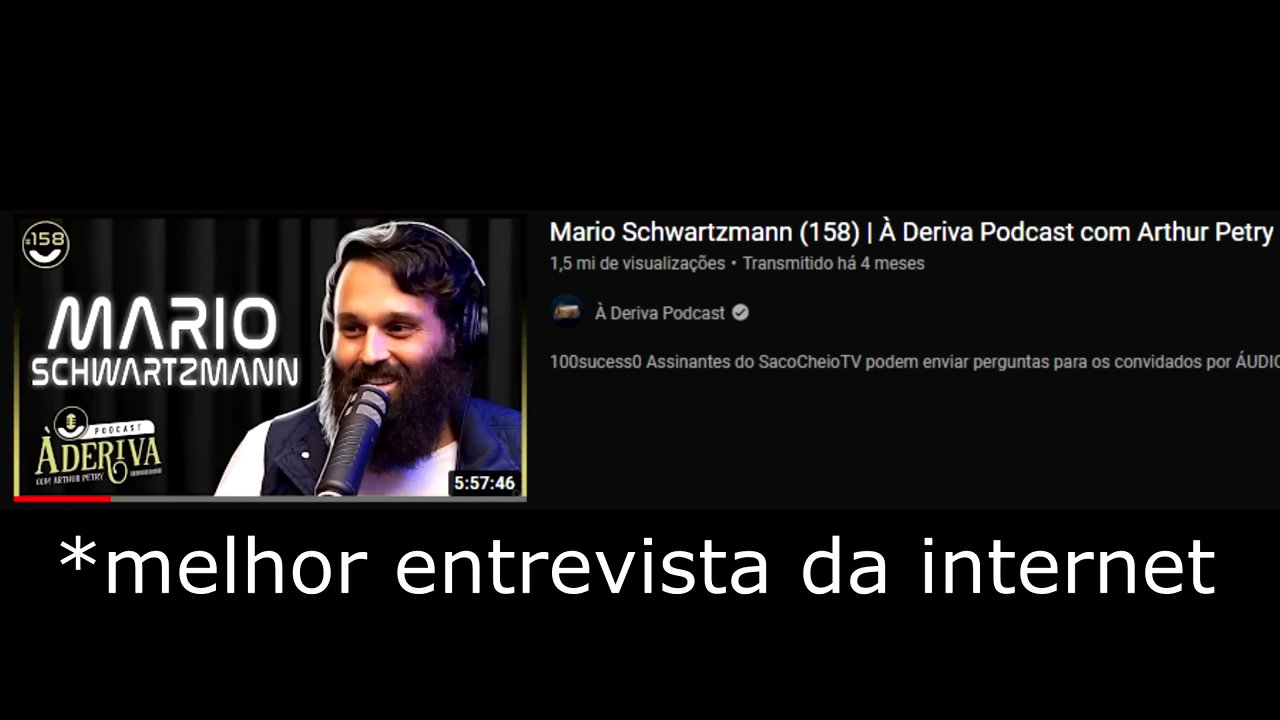 #158
MARIO
SCHWARTZMANN
PODCAST
À DERIVA
COM ARTHUR PETRY
5:57:46
Mario Schwartzmann (158) | À Deriva Podcast com Arthur Petry
1,5 mi de visualizações • Transmitido há 4 meses
À Deriva Podcast
100sucess0 Assinantes do SacoCheioTV podem enviar perguntas para os convidados por ÁUDIO
*melhor entrevista da internet